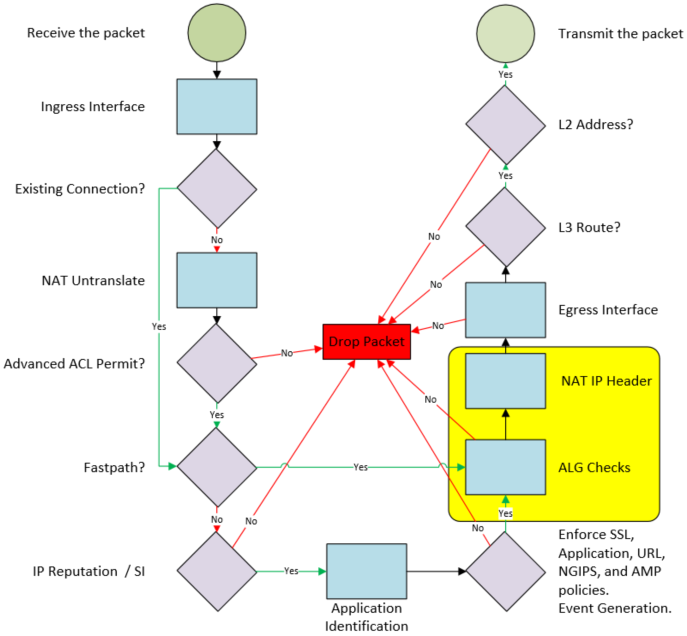 Receive the packet
Transmit the packet
Yes
Ingress Interface
L2 Address?
Existing Connection?
Yes
No
L3 Route?
No
No
NAT Untranslate
Egress Interface
Yes
No
Drop Packet
No
Advanced ACL Permit?
NAT IP Header
No
Yes
Fastpath?
Yes
ALG Checks
No
No
Yes
No
Enforce SSL,
Application, URL,
NGIPS, and AMP
policies.
Event Generation.
IP Reputation / SI
Yes
Application
Identification